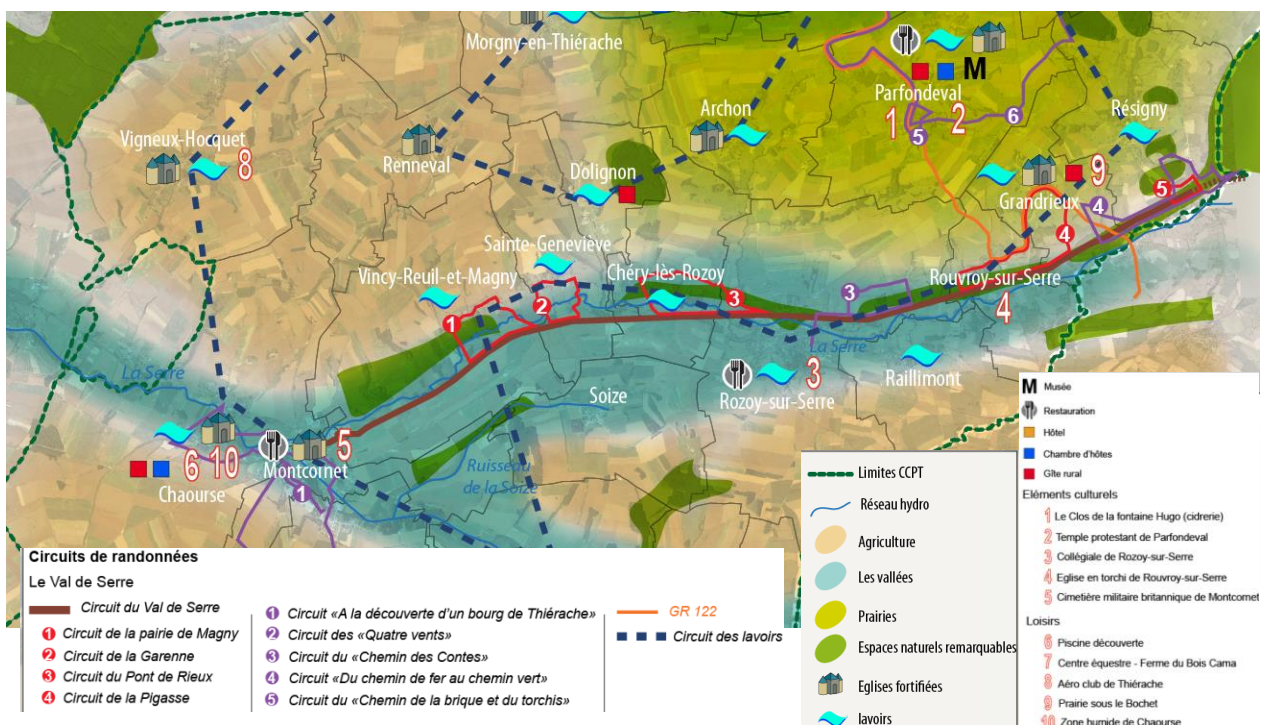 Morgny-en-Thiérache
M
Parfondeval
1
2
5
6
Archon
Résigny
Vigneux-Hocquet
8
Renneval
Dolignon
9
Grandrieux
5
4
4
Sainte-Geneviève
Vincy-Reuil-et-Magny
Chéry-lès-Rozoy
Rouvroy-sur-Serre
1
2
3
3
4
La Serre
La Serre
Raillimont
3
Rozoy-sur-Serre
Soize
5
6 10
Montcornet
Chaourse
1
Ruisseau
de la Soize
Circuits de randonnées
Le Val de Serre
Circuit du Val de Serre
1 Circuit de la pairie de Magny
2 Circuit de la Garenne
3 Circuit du Pont de Rieux
4 Circuit de la Pigasse
1 Circuit «A la découverte d'un bourg de Thiérache»
2 Circuit des «Quatre vents»
3 Circuit du «Chemin des Contes»
4 Circuit «Du chemin de fer au chemin vert»
5 Circuit du «Chemin de la brique et du torchis»
GR 122
Circuit des lavoirs
Limites CCPT
Réseau hydro
Agriculture
Les vallées
Prairies
Espaces naturels remarquables
Eglises fortifiées
lavoirs
M Musée
Restauration
Hôtel
Chambre d'hôtes
Gîte rural
Eléments culturels
1 Le Clos de la fontaine Hugo (cidrerie)
2 Temple protestant de Parfondeval
3 Collégiale de Rozoy-sur-Serre
4 Eglise en torchi de Rouvroy-sur-Serre
5 Cimetière militaire britannique de Montcornet
Loisirs
6 Piscine découverte
7 Centre équestre - Ferme du Bois Cama
8 Aéro club de Thiérache
9 Prairie sous le Bochet
10 Zone humide de Chaourse